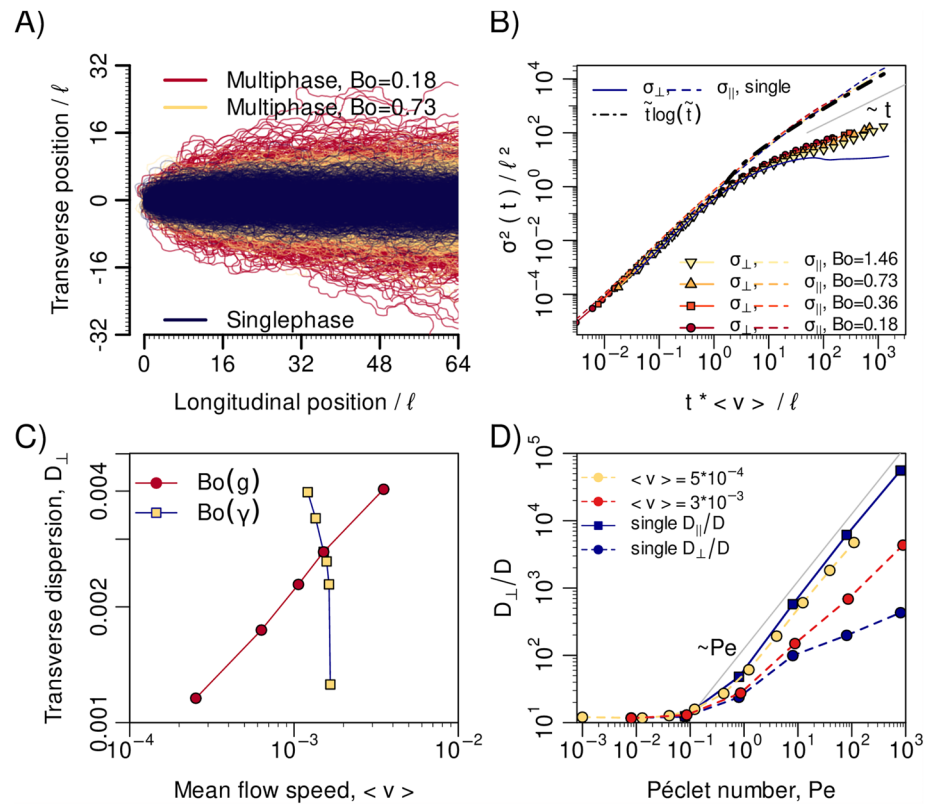 A)
Transverse position / ℓ
32
16
0
-16
-32
Multiphase, Bo=0.18
Multiphase, Bo=0.73
Singlephase
0 16 32 48 64
Longitudinal position / ℓ
B)
σ² ( t ) / ℓ ²
10⁴
10²
10⁰
10⁻²
10⁻⁴
σ⊥, σ∥, single
t̃log(t̃)
~ t
σ⊥, σ∥, Bo=1.46
σ⊥, σ∥, Bo=0.73
σ⊥, σ∥, Bo=0.36
σ⊥, σ∥, Bo=0.18
10⁻² 10⁻¹ 10⁰ 10¹ 10² 10³
t * < v > / ℓ
C)
Transverse dispersion, D⊥
0.004
0.002
0.001
Bo(g)
Bo(γ)
10⁻⁴ 10⁻³ 10⁻²
Mean flow speed, < v >
D)
D⊥/D
10⁵
10⁴
10³
10²
10¹
< v > = 5*10⁻⁴
< v > = 3*10⁻³
single D∥/D
single D⊥/D
~Pe
10⁻³ 10⁻² 10⁻¹ 10⁰ 10¹ 10² 10³
Péclet number, Pe